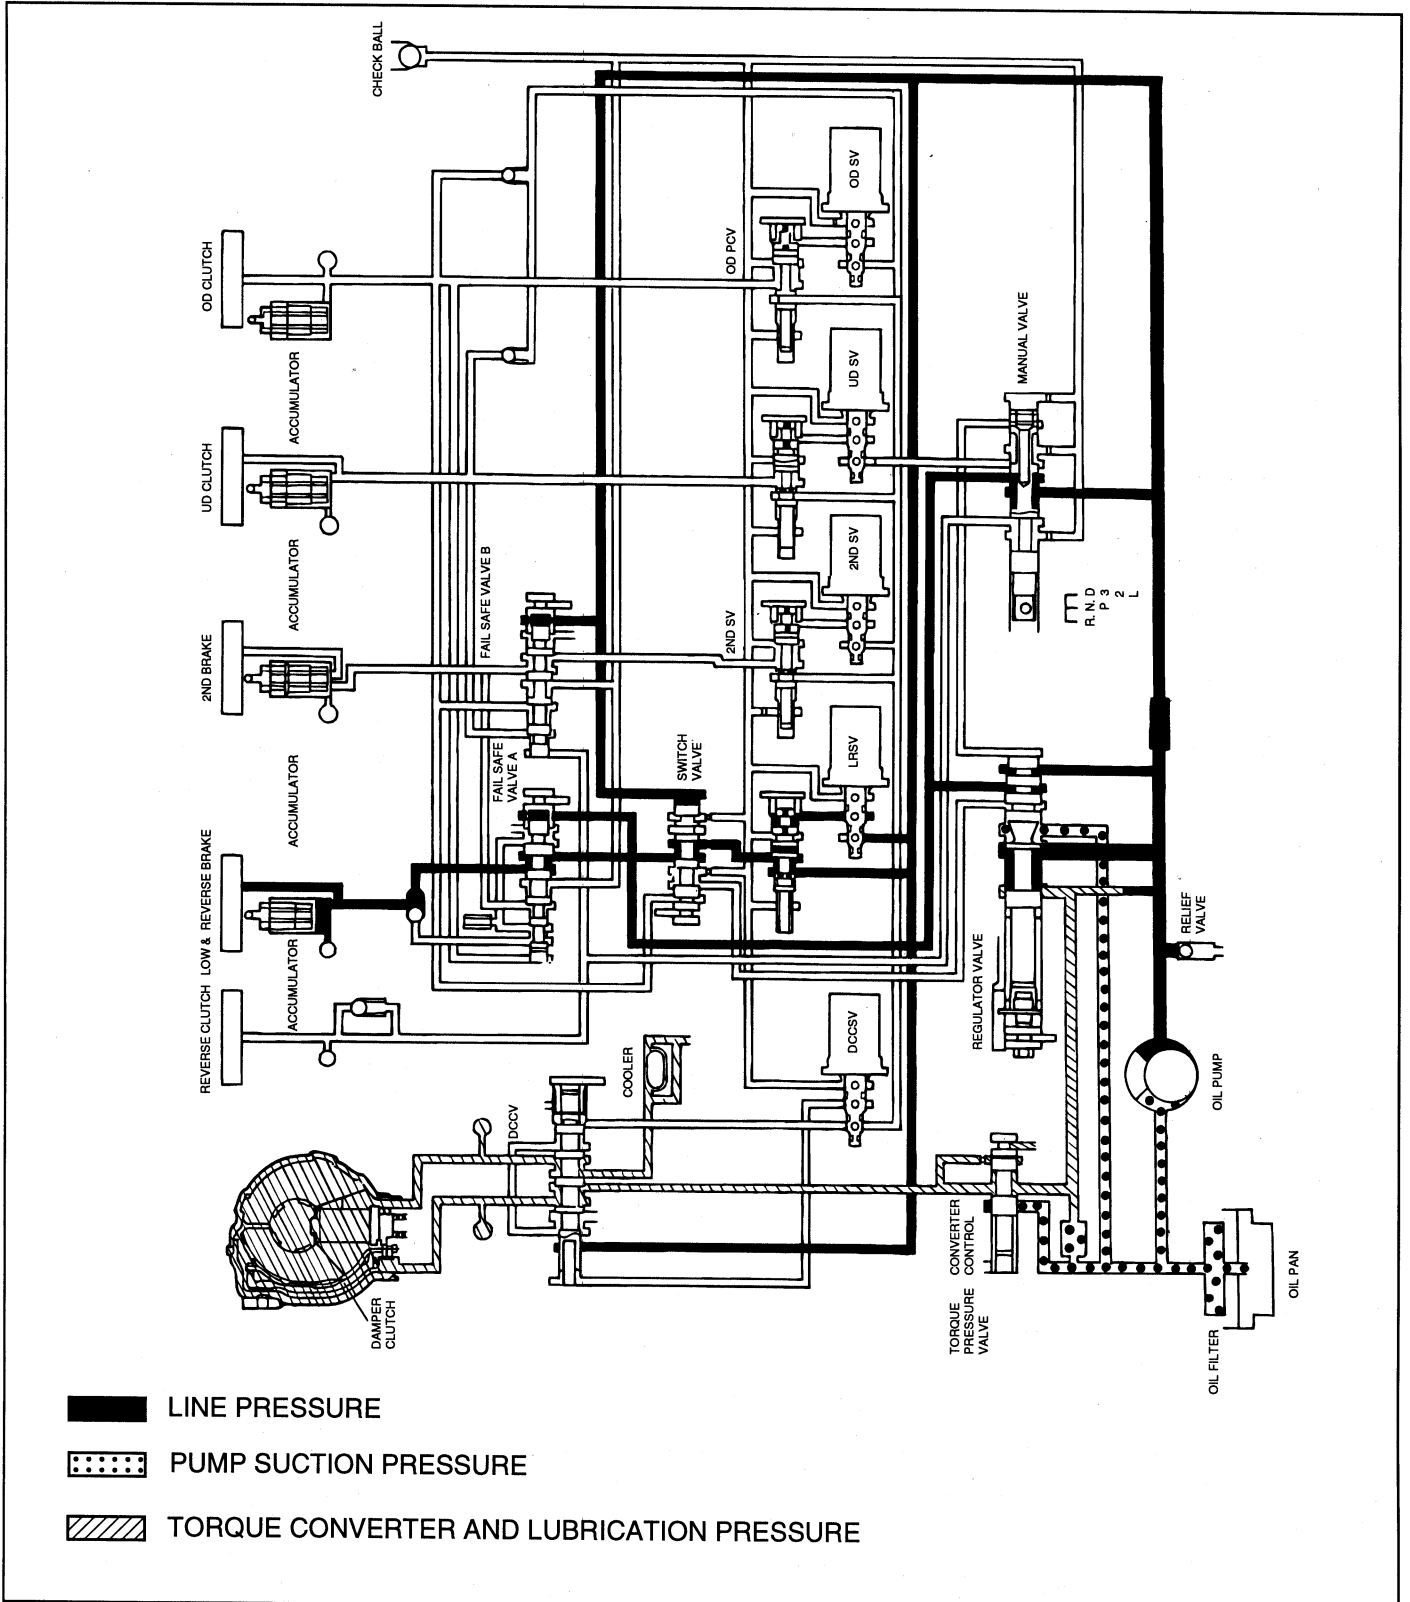 CHECK BALL
OD CLUTCH
ACCUMULATOR
UD CLUTCH
ACCUMULATOR
2ND BRAKE
ACCUMULATOR
LOW & REVERSE BRAKE
ACCUMULATOR
REVERSE CLUTCH
FAIL SAFE VALVE B
FAIL SAFE
VALVE A
SWITCH
VALVE
OD PCV
2ND SV
OD SV
UD SV
2ND SV
LRSV
DCCSV
MANUAL VALVE
R. N. D
P 3
2
L
REGULATOR VALVE
RELIEF
VALVE
OIL PUMP
COOLER
DCCV
DAMPER
CLUTCH
TORQUE CONVERTER
PRESSURE CONTROL
VALVE
OIL FILTER
OIL PAN
LINE PRESSURE
PUMP SUCTION PRESSURE
TORQUE CONVERTER AND LUBRICATION PRESSURE